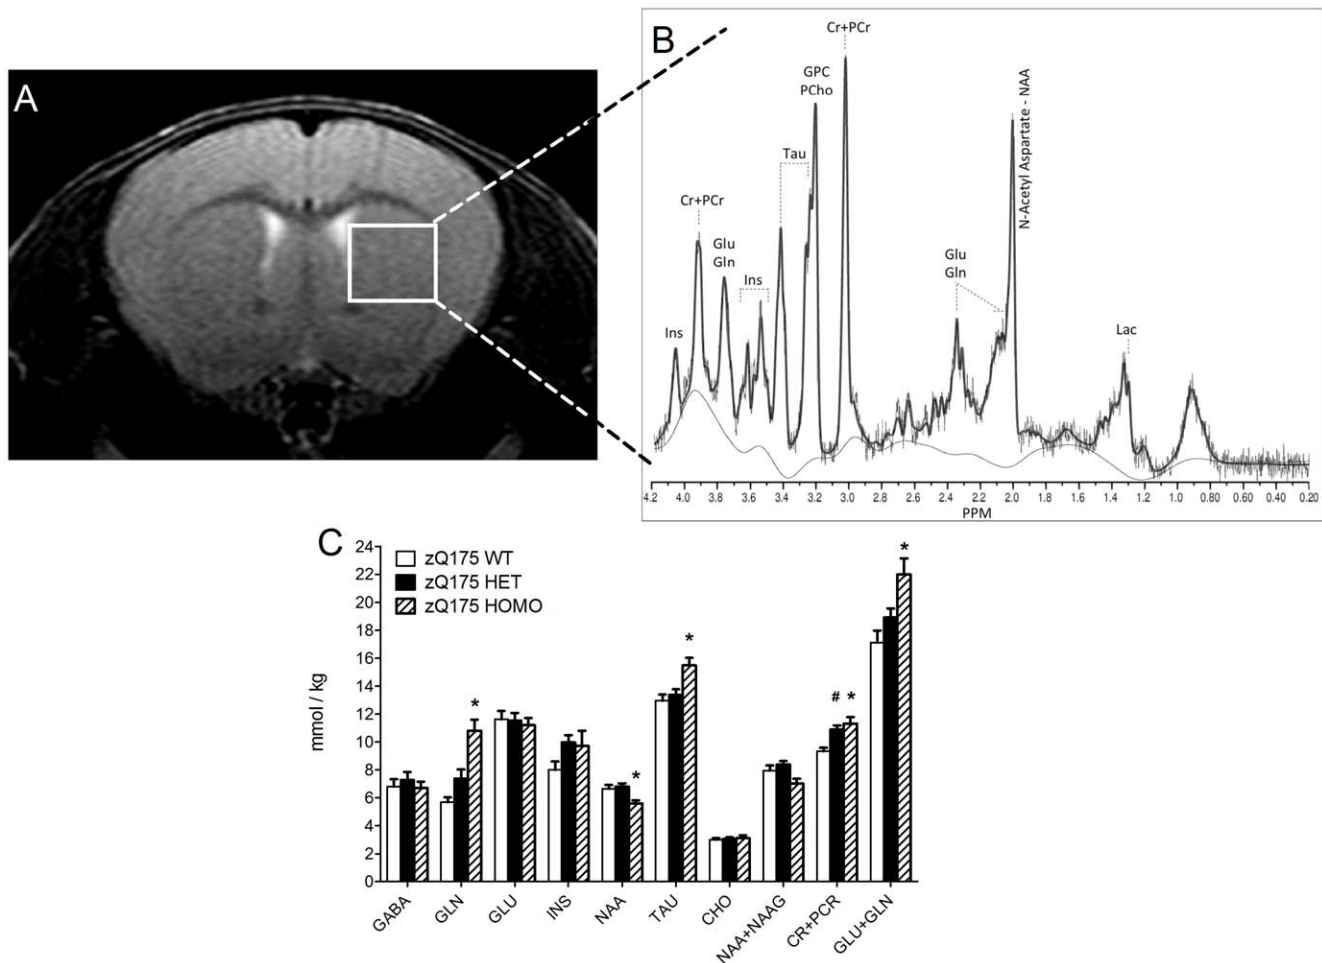 A
B
Cr+PCr
GPC
PCho
Tau
Cr+PCr
Glu
Gln
Ins
Ins
Glu
Gln
Lac
N-Acetyl Aspartate - NAA
4.2 4.0 3.8 3.6 3.4 3.2 3.0 2.8 2.6 2.4 2.2 2.0 1.8 1.6 1.4 1.2 1.0 0.80 0.60 0.40 0.20
PPM
C
zQ175 WT
zQ175 HET
zQ175 HOMO
mmol / kg
24
22
20
18
16
14
12
10
8
6
4
2
0
*
*
*
# *
*
GABA
GLN
GLU
INS
NAA
TAU
CHO
NAA+NAAG
CR+PCR
GLU+GLN